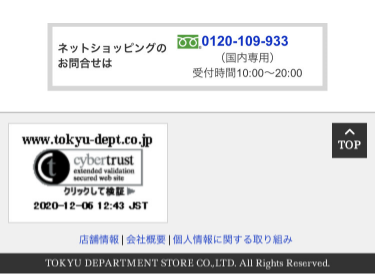 ネットショッピングの
お問合せは
0120-109-933
（国内専用）
受付時間10:00～20:00
www.tokyu-dept.co.jp
cybertrust
extended validation
secured web site
クリックして検証
2020-12-06 12:43 JST
TOP
店舗情報 | 会社概要 | 個人情報に関する取り組み
TOKYU DEPARTMENT STORE CO.,LTD. All Rights Reserved.